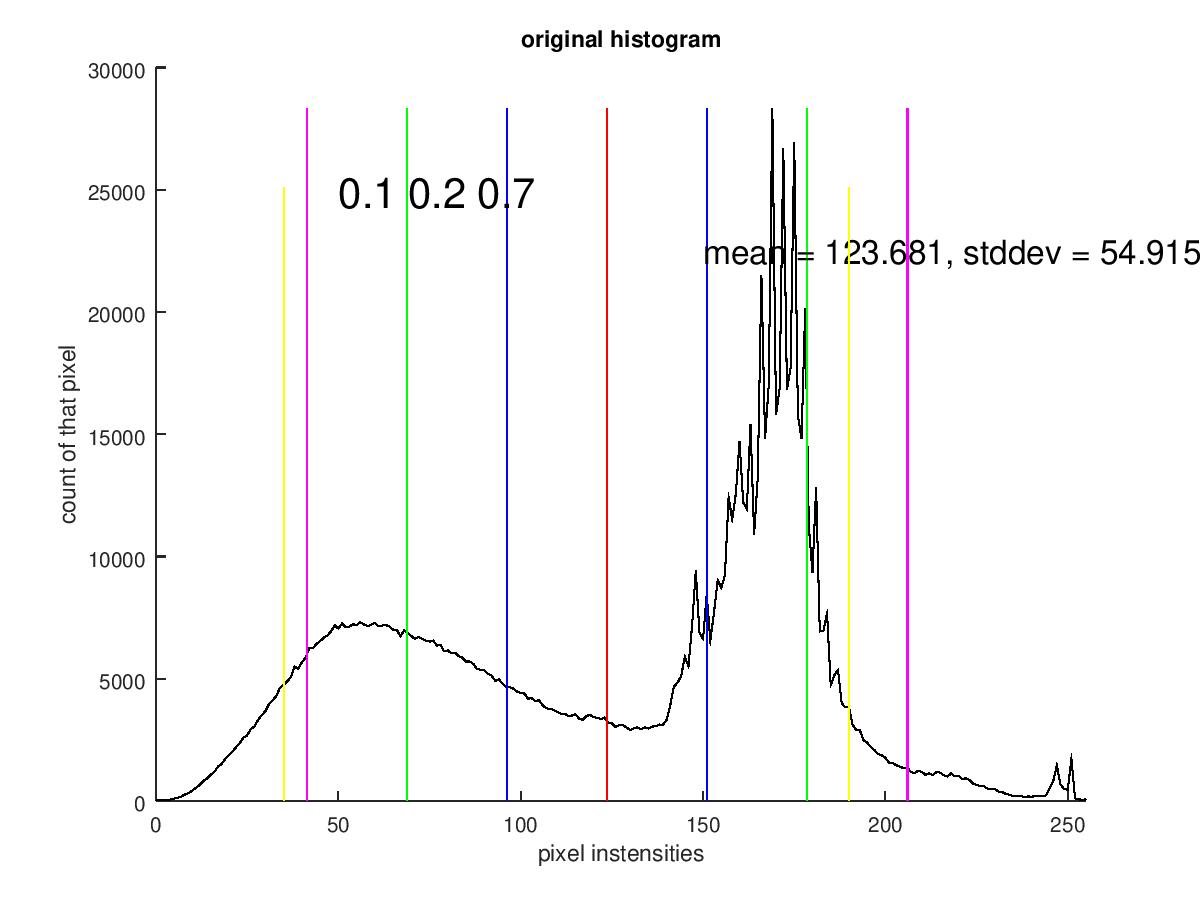 original histogram
30000
25000
20000
15000
10000
5000
0
count of that pixel
0.1 0.2 0.7
mean = 123.681, stddev = 54.915
0 50 100 150 200 250
pixel instensities